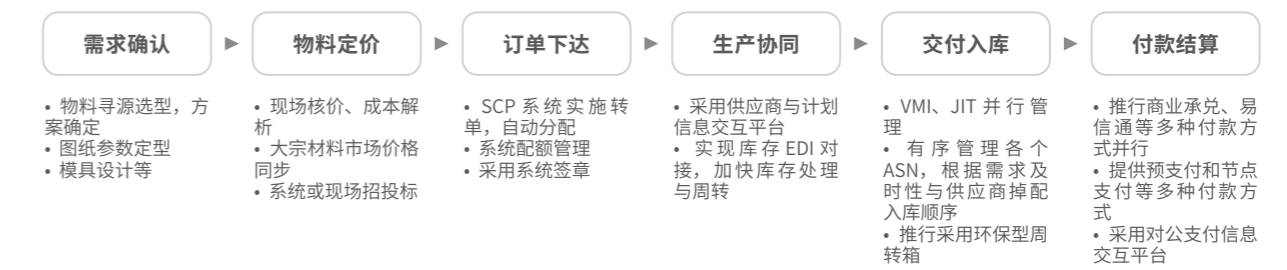 需求确认
• 物料寻源选型，方
案确定
• 图纸参数定型
• 模具设计等
物料定价
• 现场核价、成本解
析
• 大宗材料市场价格
同步
• 系统或现场招投标
订单下达
• SCP 系统实施转
单，自动分配
• 系统配额管理
• 采用系统签章
生产协同
• 采用供应商与计划
信息交互平台
• 实现库存 EDI 对
接，加快库存处理
与周转
交付入库
• VMI、JIT 并行管
理
• 有序管理各个
ASN，根据需求及
时性与供应商掉配
入库顺序
• 推行采用环保型周
转箱
付款结算
• 推行商业承兑、易
信通等多种付款方
式并行
• 提供预支付和节点
支付等多种付款方
式
• 采用对公支付信息
交互平台